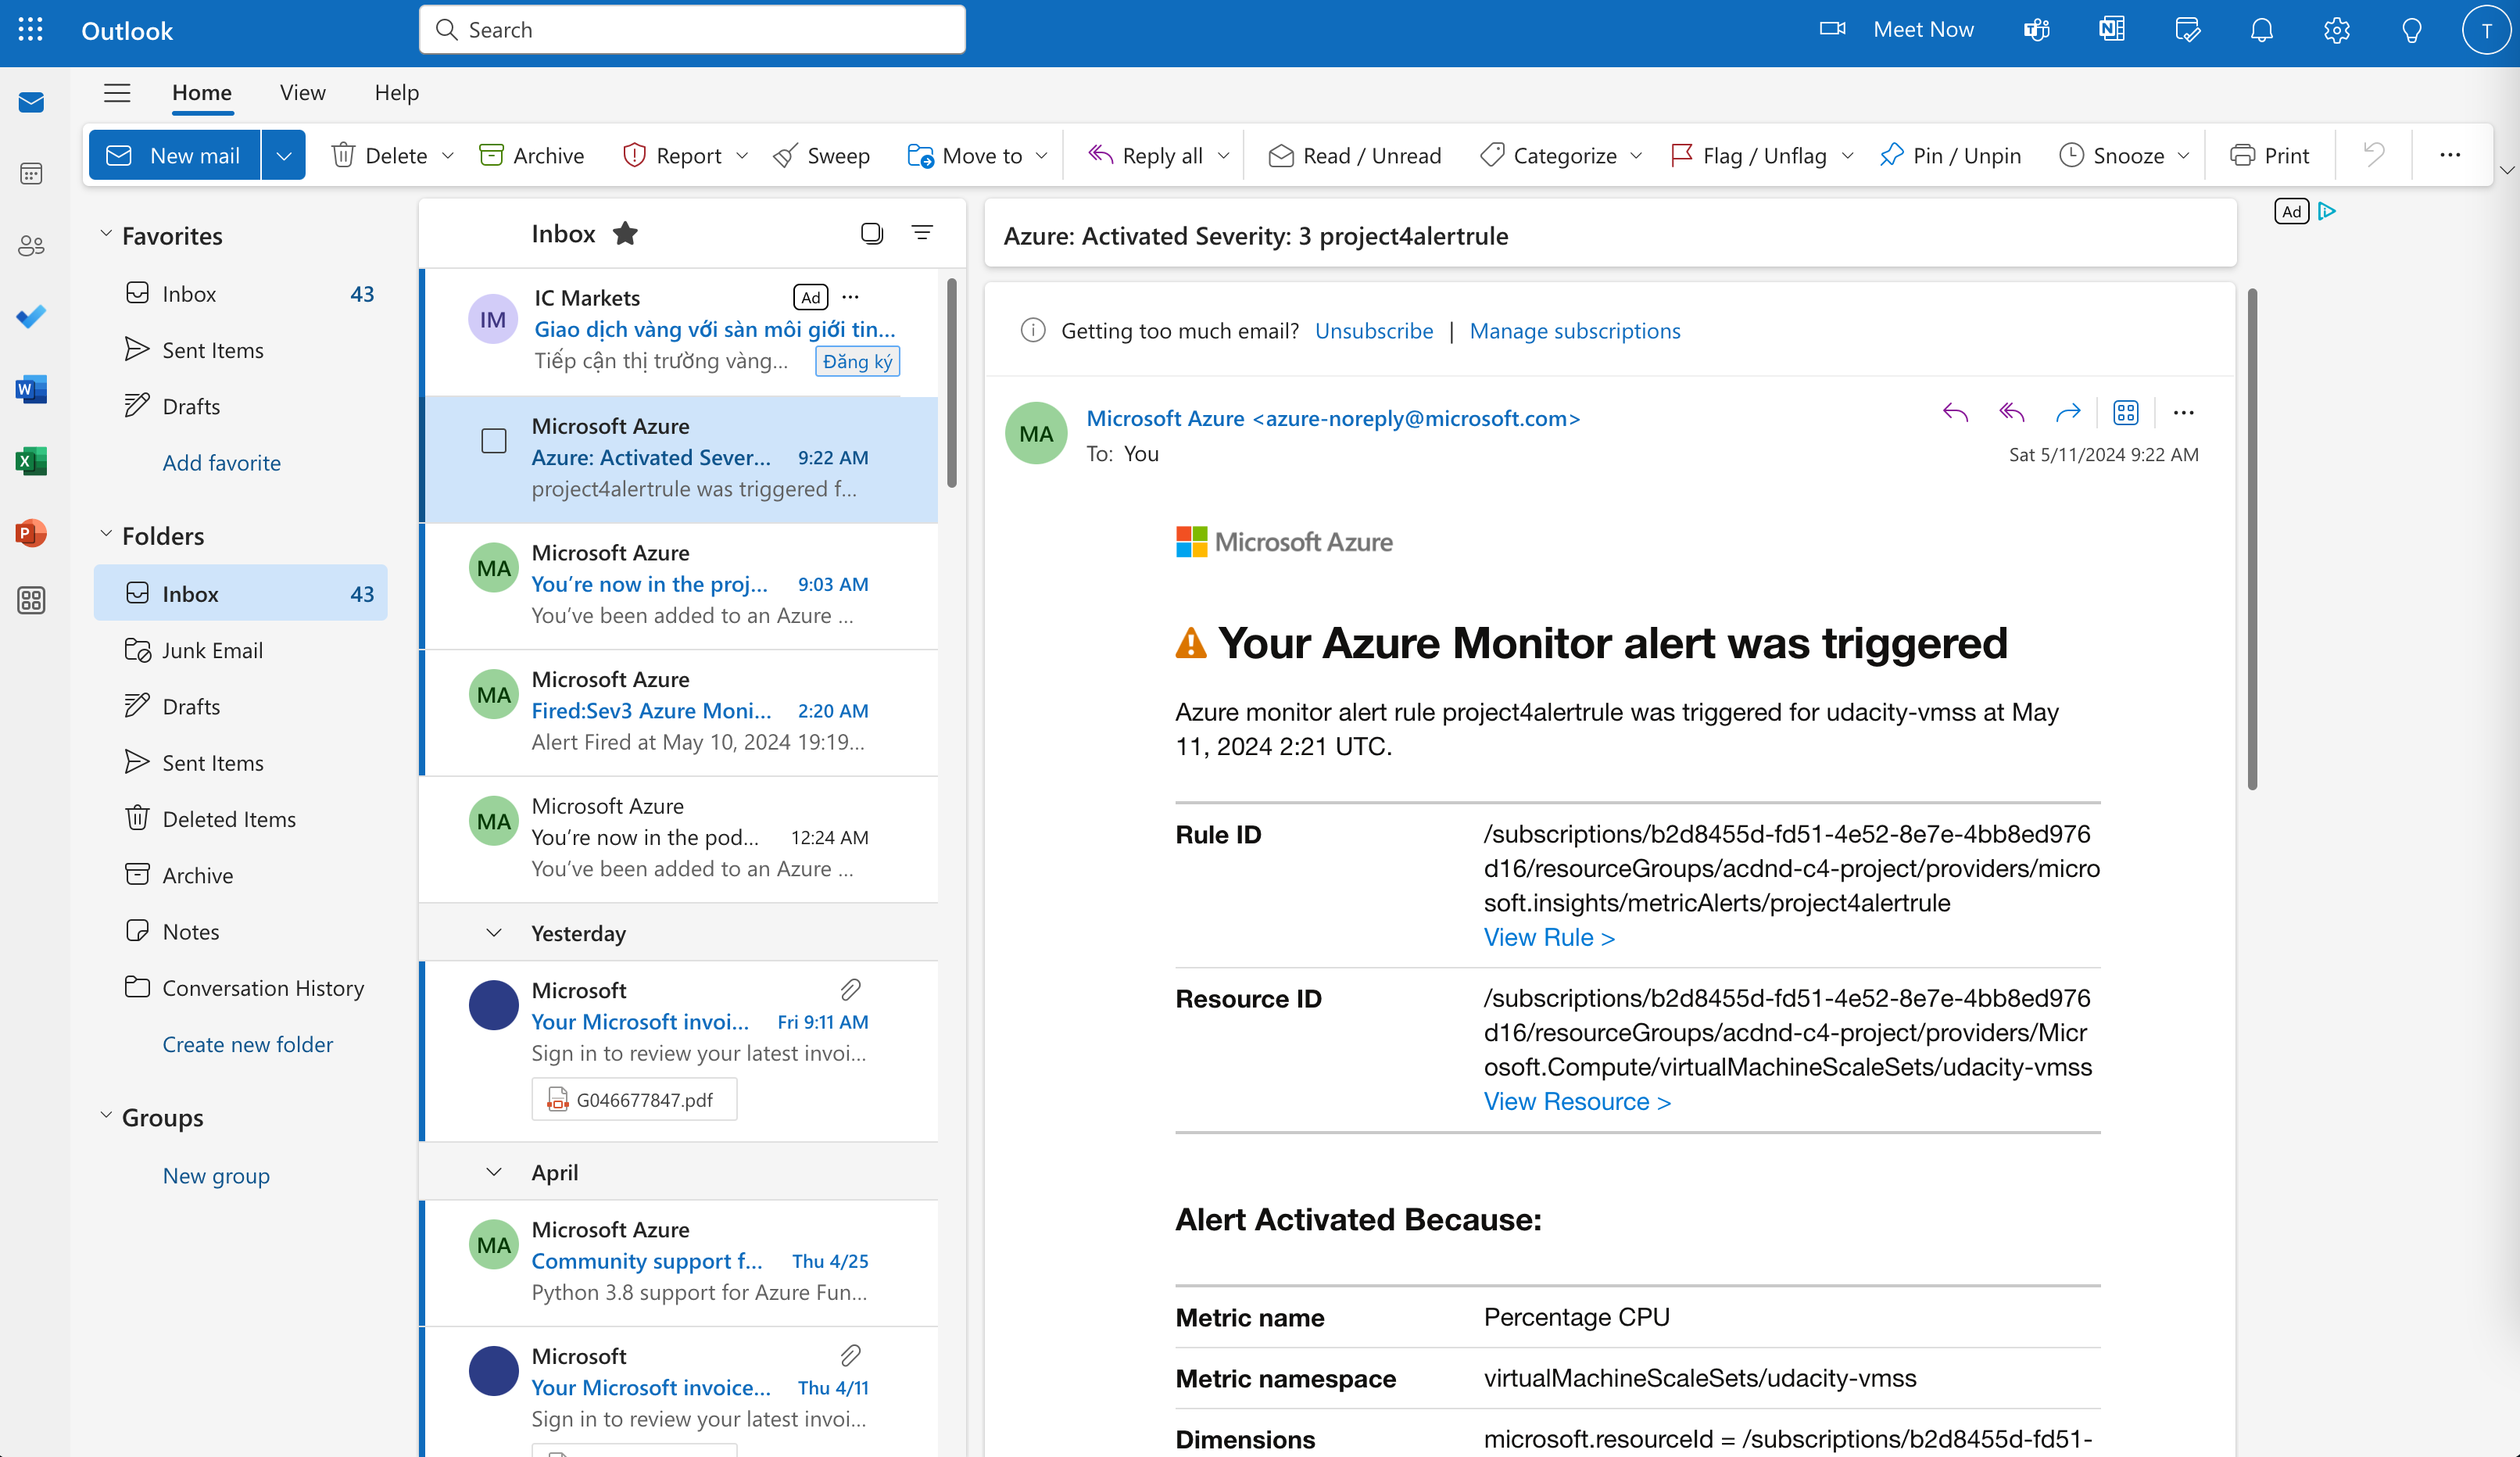 Outlook
Search
Meet Now
T
Home View Help
New mail Delete Archive Report Sweep Move to Reply all Read / Unread Categorize Flag / Unflag Pin / Unpin Snooze Print
Favorites
Inbox 43
Sent Items
Drafts
Add favorite
Folders
Inbox 43
Junk Email
Drafts
Sent Items
Deleted Items
Archive
Notes
Conversation History
Create new folder
Groups
New group
Inbox
IM
IC Markets Ad
Giao dịch vàng với sàn môi giới tin...
Tiếp cận thị trường vàng... Đăng ký
Microsoft Azure
Azure: Activated Sever... 9:22 AM
project4alertrule was triggered f...
MA
Microsoft Azure
You’re now in the proj... 9:03 AM
You’ve been added to an Azure ...
MA
Microsoft Azure
Fired:Sev3 Azure Moni... 2:20 AM
Alert Fired at May 10, 2024 19:19...
MA
Microsoft Azure
You’re now in the pod... 12:24 AM
You’ve been added to an Azure ...
Yesterday
Microsoft
Your Microsoft invoi... Fri 9:11 AM
Sign in to review your latest invoi...
G046677847.pdf
April
MA
Microsoft Azure
Community support f... Thu 4/25
Python 3.8 support for Azure Fun...
Microsoft
Your Microsoft invoice... Thu 4/11
Sign in to review your latest invoi...
Azure: Activated Severity: 3 project4alertrule
Ad
Getting too much email? Unsubscribe | Manage subscriptions
MA
Microsoft Azure <azure-noreply@microsoft.com>
To: You
Sat 5/11/2024 9:22 AM
Microsoft Azure
Your Azure Monitor alert was triggered
Azure monitor alert rule project4alertrule was triggered for udacity-vmss at May
11, 2024 2:21 UTC.
Rule ID /subscriptions/b2d8455d-fd51-4e52-8e7e-4bb8ed976
d16/resourceGroups/acdnd-c4-project/providers/micro
soft.insights/metricAlerts/project4alertrule
View Rule >
Resource ID /subscriptions/b2d8455d-fd51-4e52-8e7e-4bb8ed976
d16/resourceGroups/acdnd-c4-project/providers/Micr
osoft.Compute/virtualMachineScaleSets/udacity-vmss
View Resource >
Alert Activated Because:
Metric name Percentage CPU
Metric namespace virtualMachineScaleSets/udacity-vmss
Dimensions microsoft.resourceId = /subscriptions/b2d8455d-fd51-